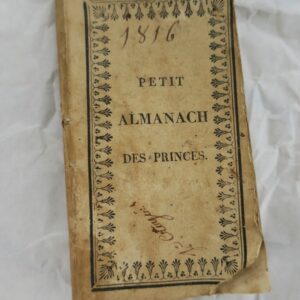 1816
PETIT
ALMANACH
DES PRINCES.